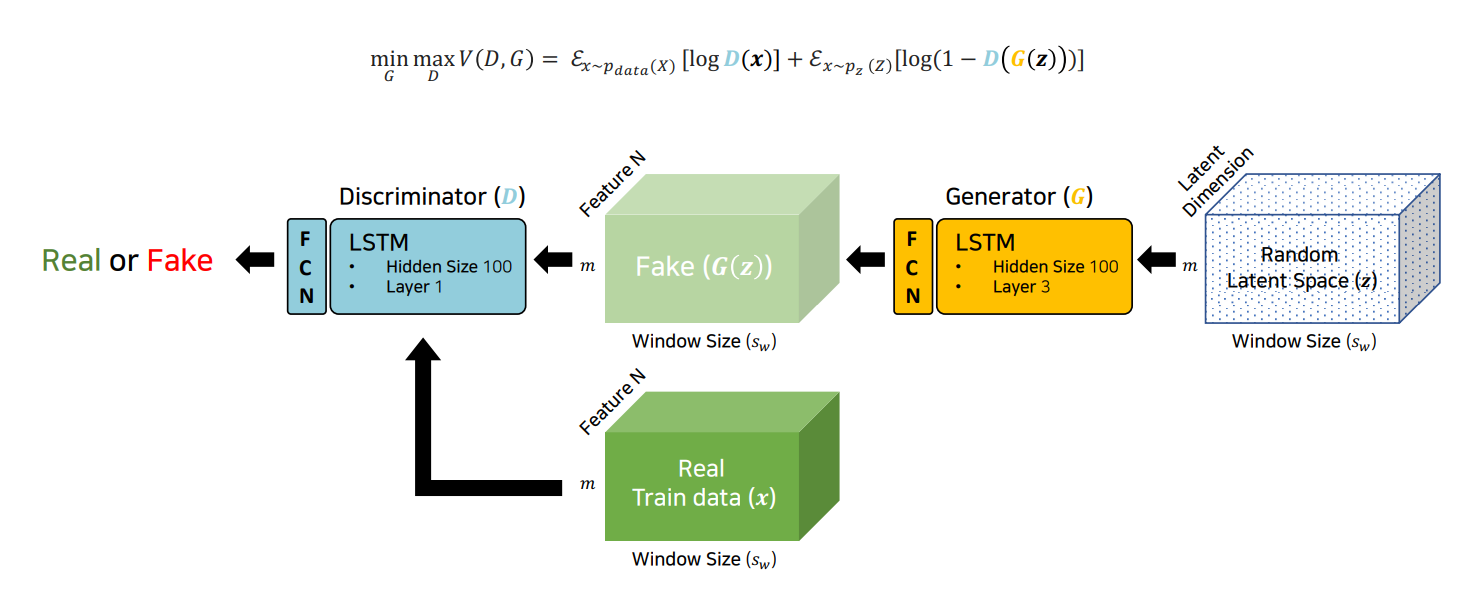 min max V(D, G) = ℰx~pdata(X) [log D(x)] + ℰx~pz (Z)[log(1 − D(G(z)))]
G D
Real or Fake
Discriminator (D)
F
C
N
LSTM
• Hidden Size 100
• Layer 1
Feature N
m
Fake (G(z))
Window Size (sw)
Generator (G)
F
C
N
LSTM
• Hidden Size 100
• Layer 3
Latent
Dimension
m
Random
Latent Space (z)
Window Size (sw)
Feature N
m
Real
Train data (x)
Window Size (sw)